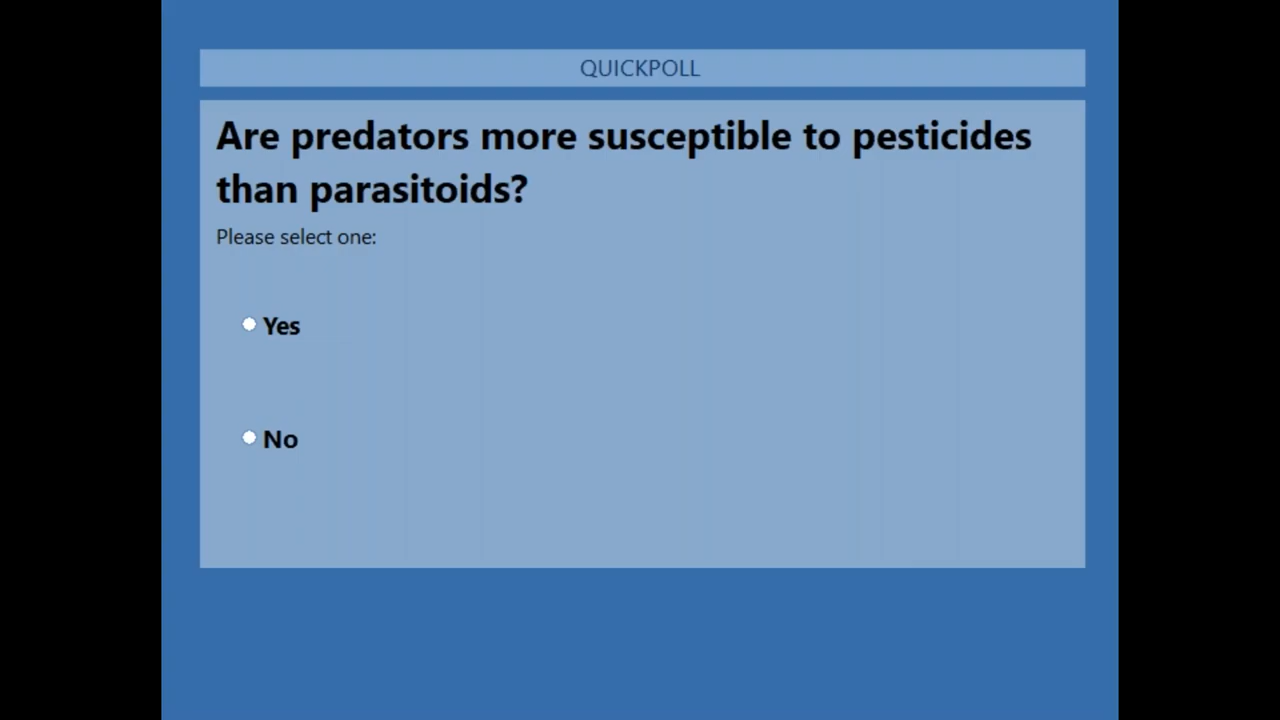 QUICKPOLL
Are predators more susceptible to pesticides
than parasitoids?
Please select one:
Yes
No